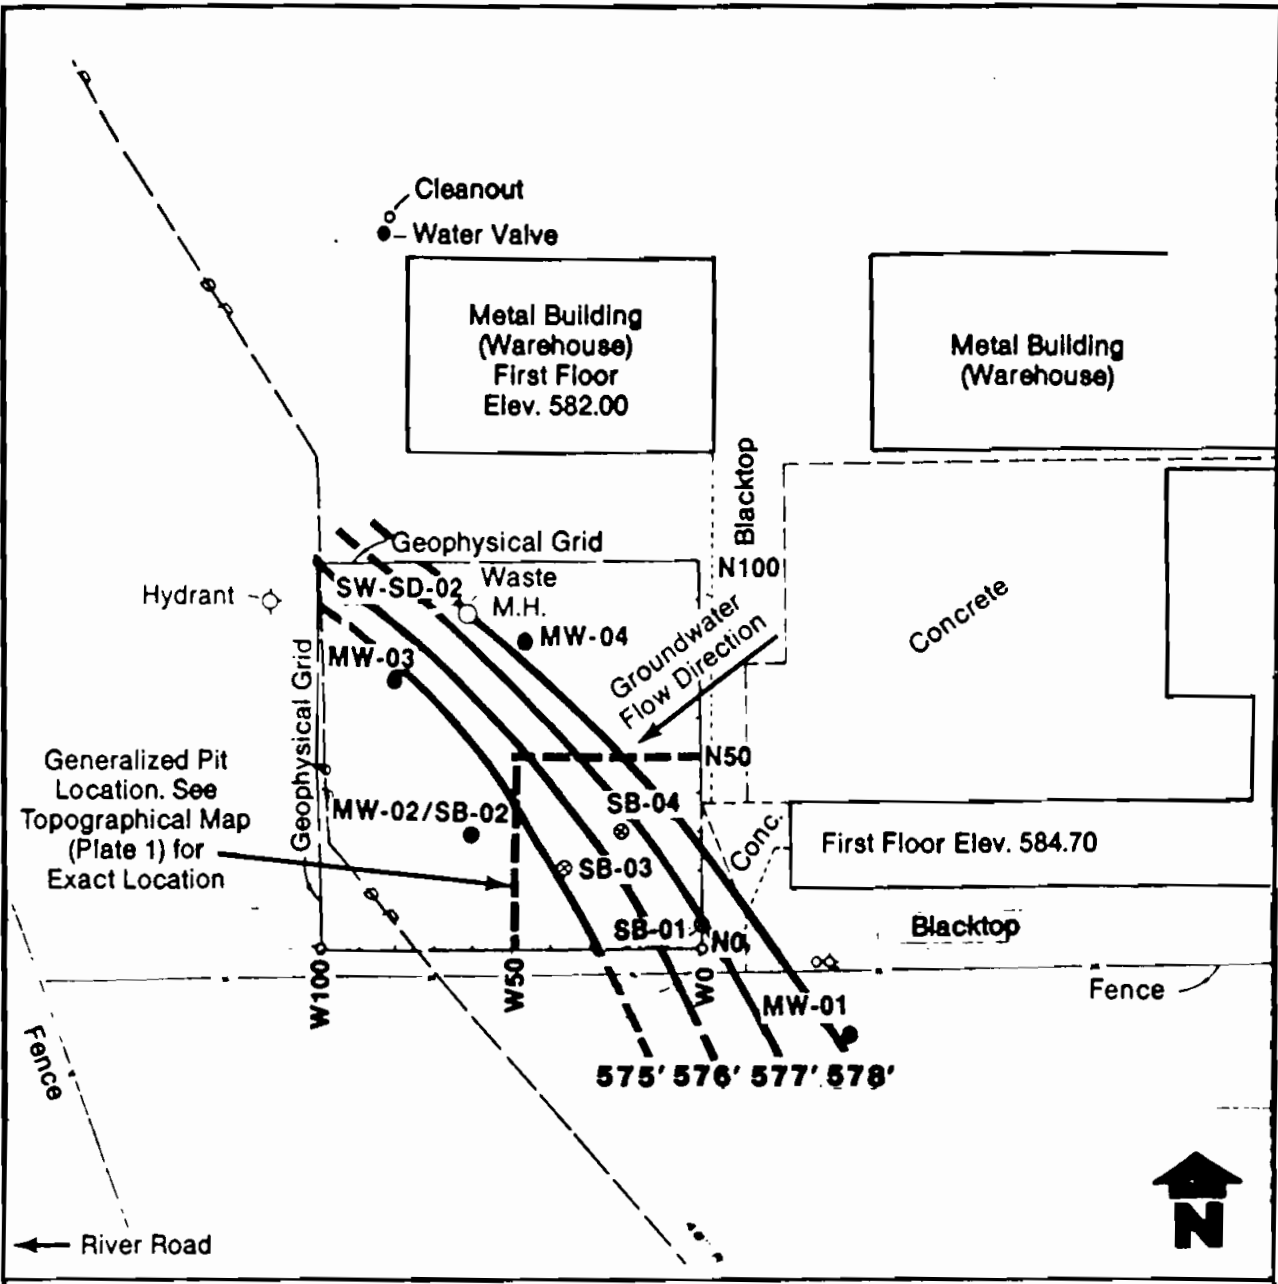 Cleanout
Water Valve
Metal Building
(Warehouse)
First Floor
Elev. 582.00
Metal Building
(Warehouse)
Blacktop
Geophysical Grid
N100
Hydrant
SW-SD-02
Waste
M.H.
MW-04
Concrete
Groundwater
Flow Direction
MW-03
Geophysical Grid
N50
Generalized Pit
Location. See
Topographical Map
(Plate 1) for
Exact Location
MW-02/SB-02
SB-04
Conc.
First Floor Elev. 584.70
SB-03
SB-01
N0
Blacktop
W100
W50
W0
MW-01
Fence
Fence
575' 576' 577' 578'
N
River Road